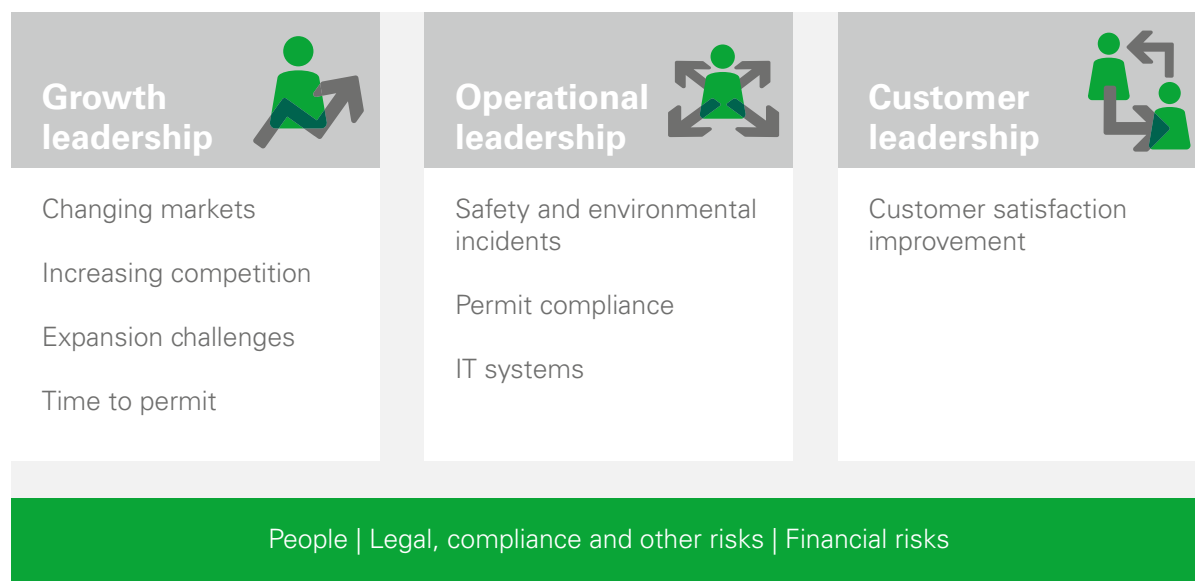 Growth
leadership
Changing markets
Increasing competition
Expansion challenges
Time to permit
Operational
leadership
Safety and environmental
incidents
Permit compliance
IT systems
Customer
leadership
Customer satisfaction
improvement
People | Legal, compliance and other risks | Financial risks